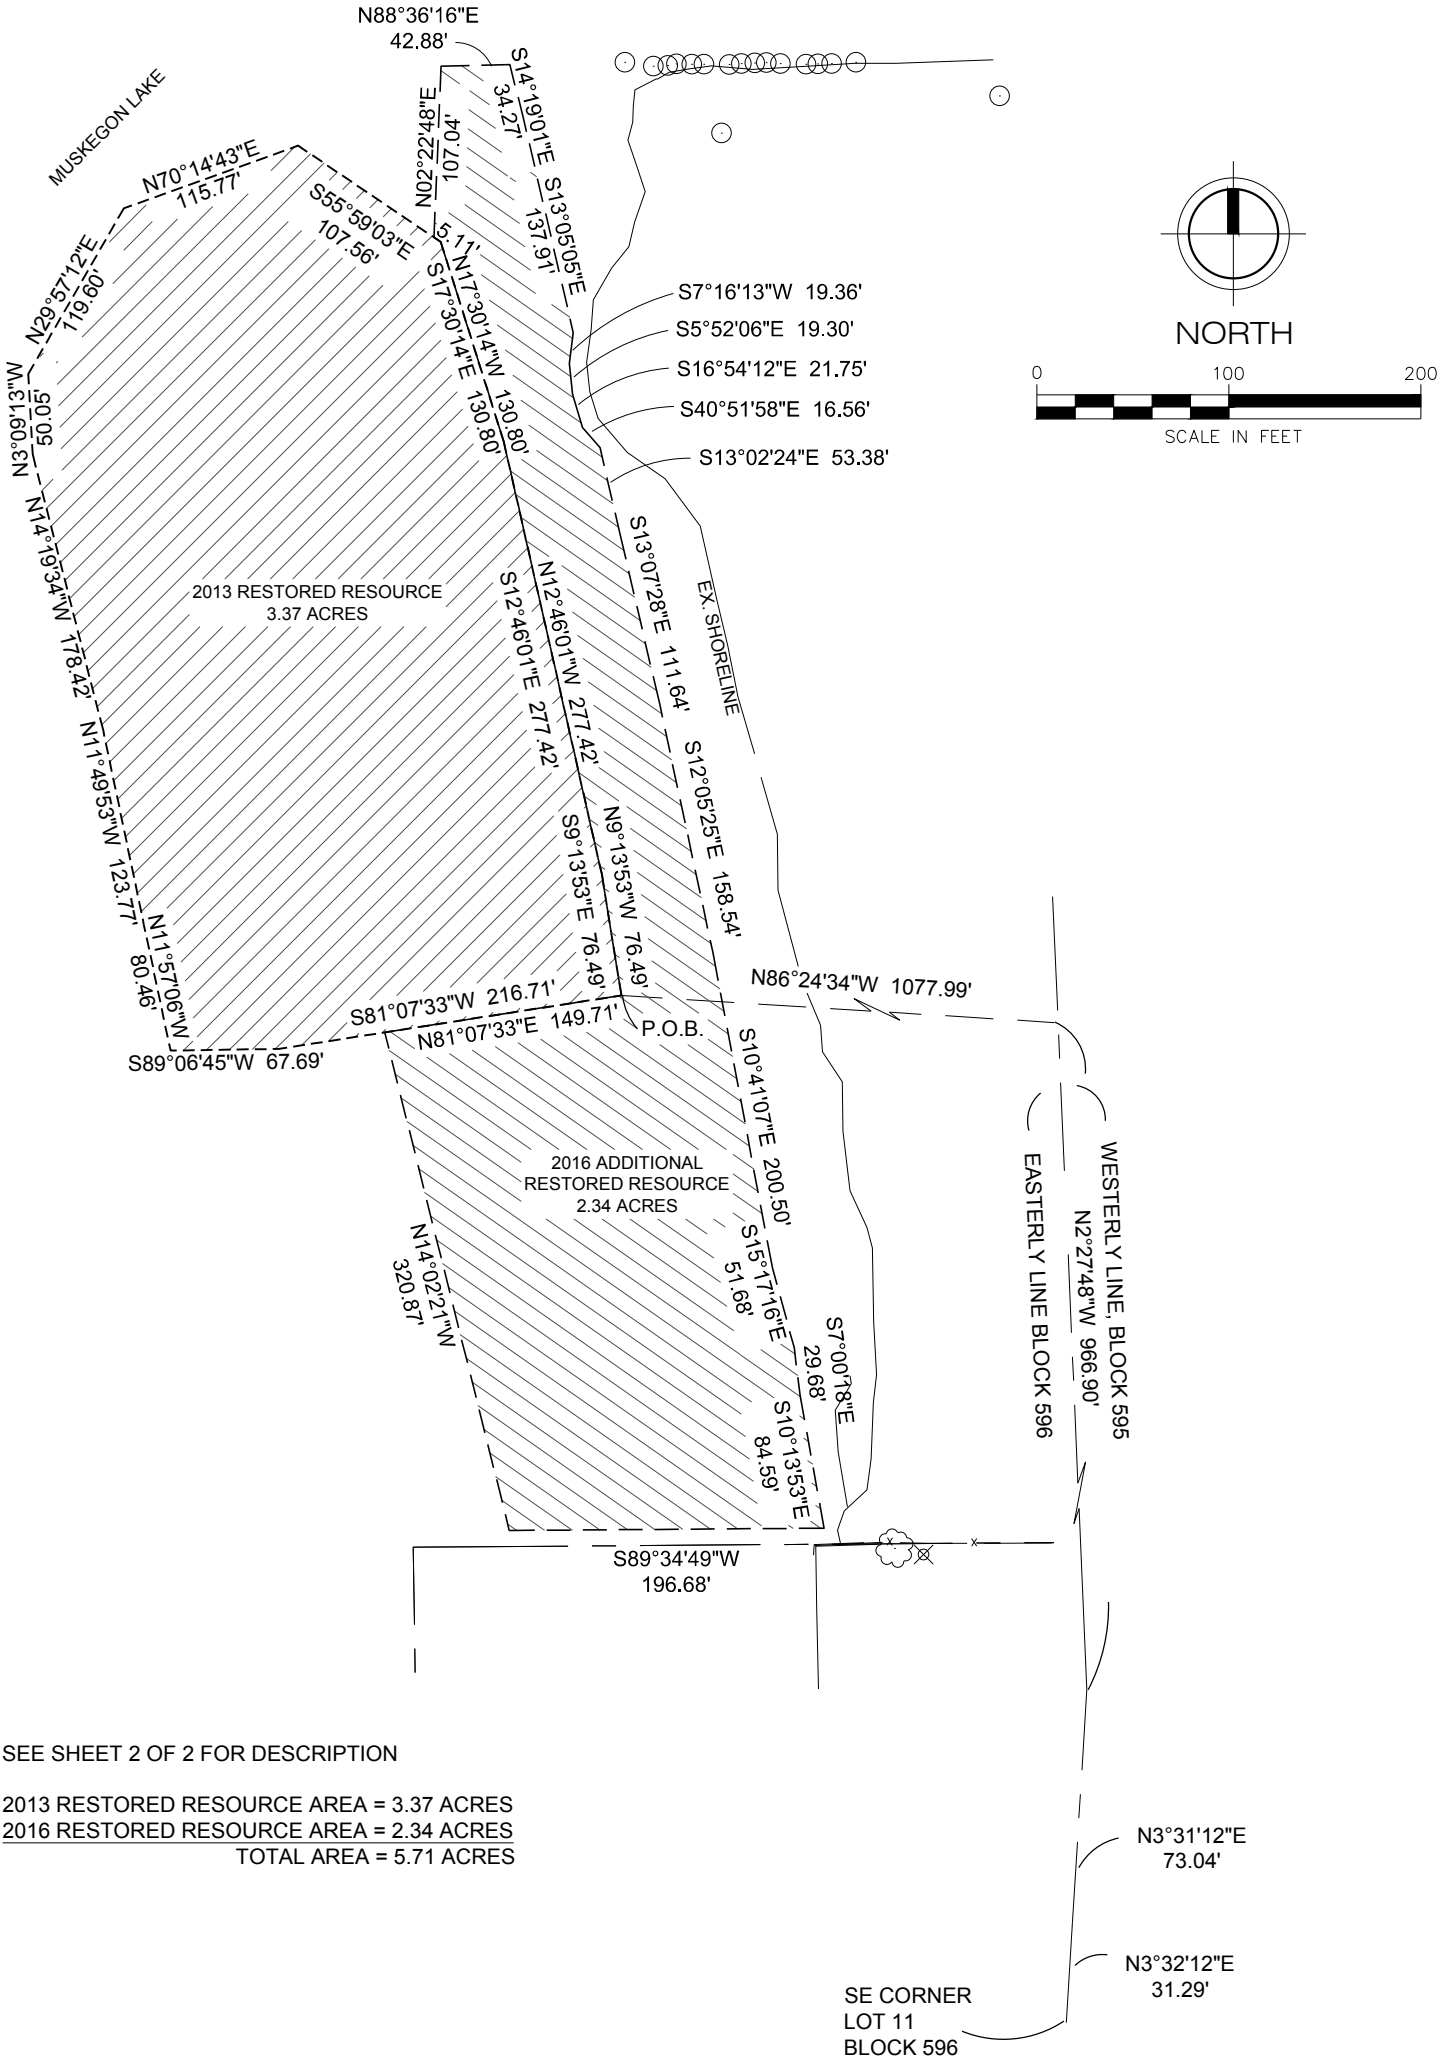 N88°36'16"E
42.88'
MUSKEGON LAKE
S14°19'01"E
34.27'
N02°22'48"E
107.04'
N70°14'43"E
115.77'
S55°59'03"E
107.56'
5.11'
S13°05'05"E
137.91'
N29°57'12"E
119.60'
N17°30'14"W 130.80'
S17°30'14"E 130.80'
S7°16'13"W 19.36'
S5°52'06"E 19.30'
S16°54'12"E 21.75'
S40°51'58"E 16.56'
S13°02'24"E 53.38'
NORTH
0 100 200
SCALE IN FEET
N3°09'13"W
50.05'
N14°19'34"W 178.42'
2013 RESTORED RESOURCE
3.37 ACRES
S12°46'01"E 277.42'
N12°46'01"W 277.42'
S13°07'28"E 111.64'
EX. SHORELINE
N11°49'53"W 123.77'
S12°05'25"E 158.54'
S9°13'53"E 76.49'
N9°13'53"W 76.49'
N11°57'06"W
80.46'
S81°07'33"W 216.71'
N81°07'33"E 149.71'
P.O.B.
N86°24'34"W 1077.99'
S89°06'45"W 67.69'
S10°41'07"E 200.50'
2016 ADDITIONAL
RESTORED RESOURCE
2.34 ACRES
EASTERLY LINE BLOCK 596
WESTERLY LINE, BLOCK 595
N2°27'48"W 966.90'
N14°02'21"W
320.87'
S15°17'16"E
51.68'
S7°00'18"E
29.68'
S10°13'53"E
84.59'
x x
S89°34'49"W
196.68'
SEE SHEET 2 OF 2 FOR DESCRIPTION
2013 RESTORED RESOURCE AREA = 3.37 ACRES
2016 RESTORED RESOURCE AREA = 2.34 ACRES
TOTAL AREA = 5.71 ACRES
N3°31'12"E
73.04'
N3°32'12"E
31.29'
SE CORNER
LOT 11
BLOCK 596